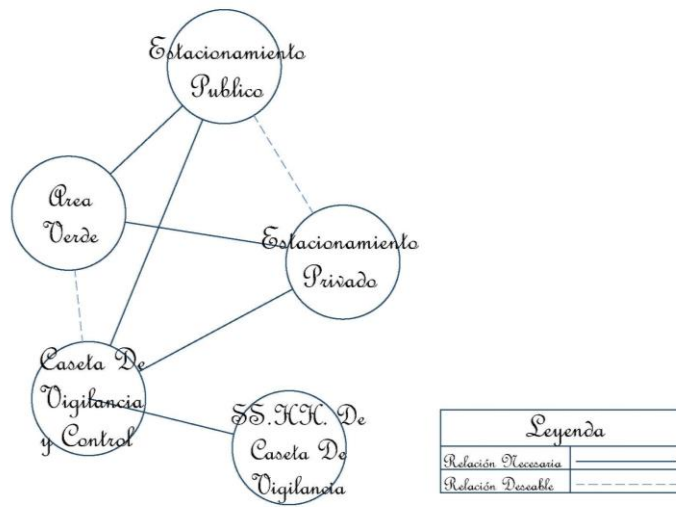 Estacionamiento
Publico
Area
Verde
Estacionamiento
Privado
Caseta De
Vigilancia
y Control
SS.HH. De
Caseta De
Vigilancia
Leyenda
Relación Necesaria
Relación Deseable